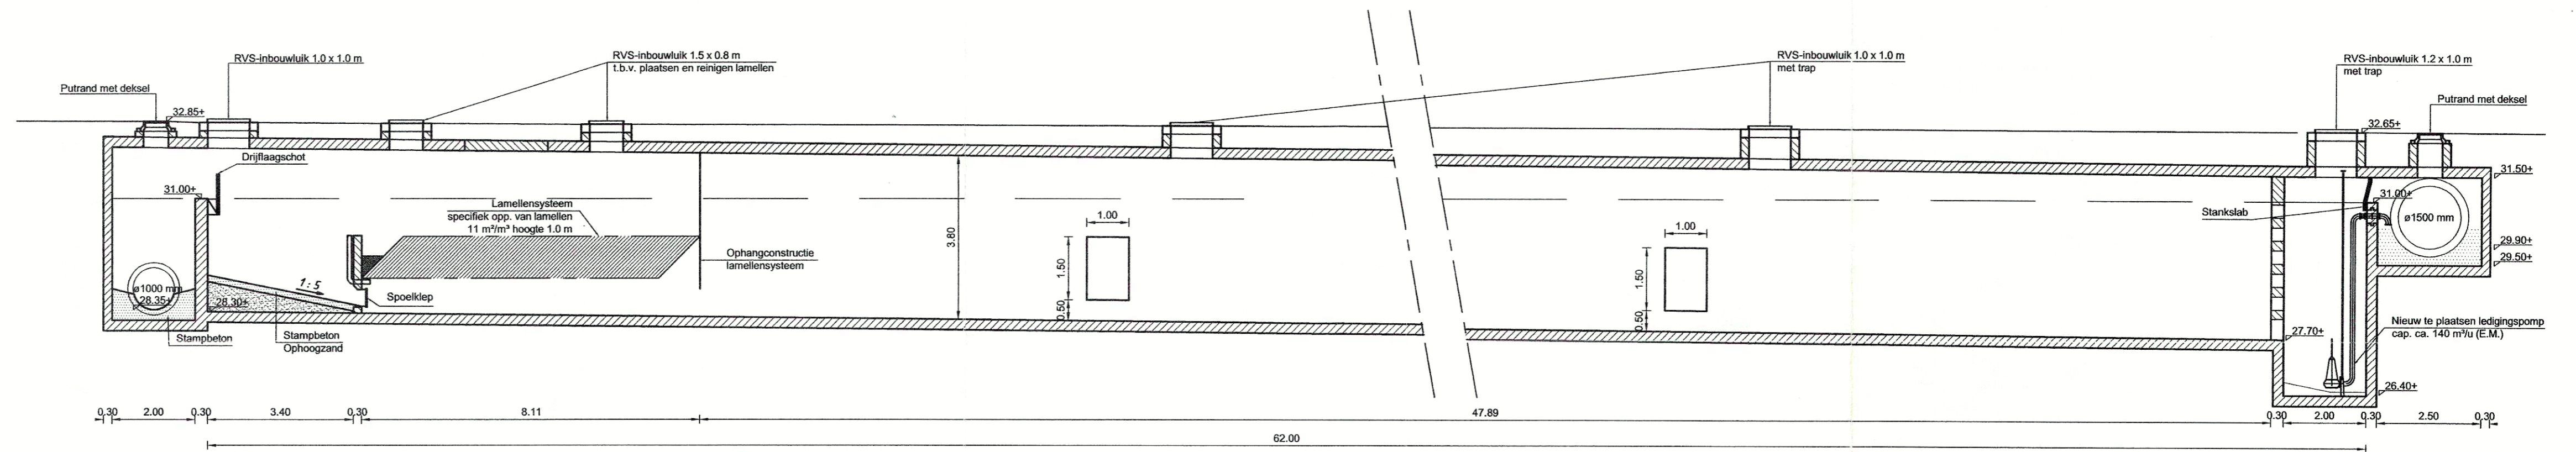 RVS-inbouwluik 1.0 x 1.0 m
RVS-inbouwluik 1.5 x 0.8 m
t.b.v. plaatsen en reinigen lamellen
RVS-inbouwluik 1.0 x 1.0 m
met trap
RVS-inbouwluik 1.2 x 1.0 m
met trap
Putrand met deksel
Putrand met deksel
32.85+
32.65+
Drijflaagschot
31.00+
31.50+
31.00+
Lamellensysteem
specifiek opp. van lamellen
11 m²/m³ hoogte 1.0 m
Stankslab
ø1500 mm
1.00
1.00
3.80
Ophangconstructie
lamellensysteem
29.90+
29.50+
1.50
1.50
ø1000 mm
28.35+
28.30+
1:5
Spoelklep
0.50
0.50
Stampbeton
Stampbeton
Ophoogzand
27.70+
Nieuw te plaatsen ledigingspomp
cap. ca. 140 m³/u (E.M.)
26.40+
0.30 2.00 0.30 3.40 0.30 8.11 47.89 0.30 2.00 0.30 2.50 0.30
62.00